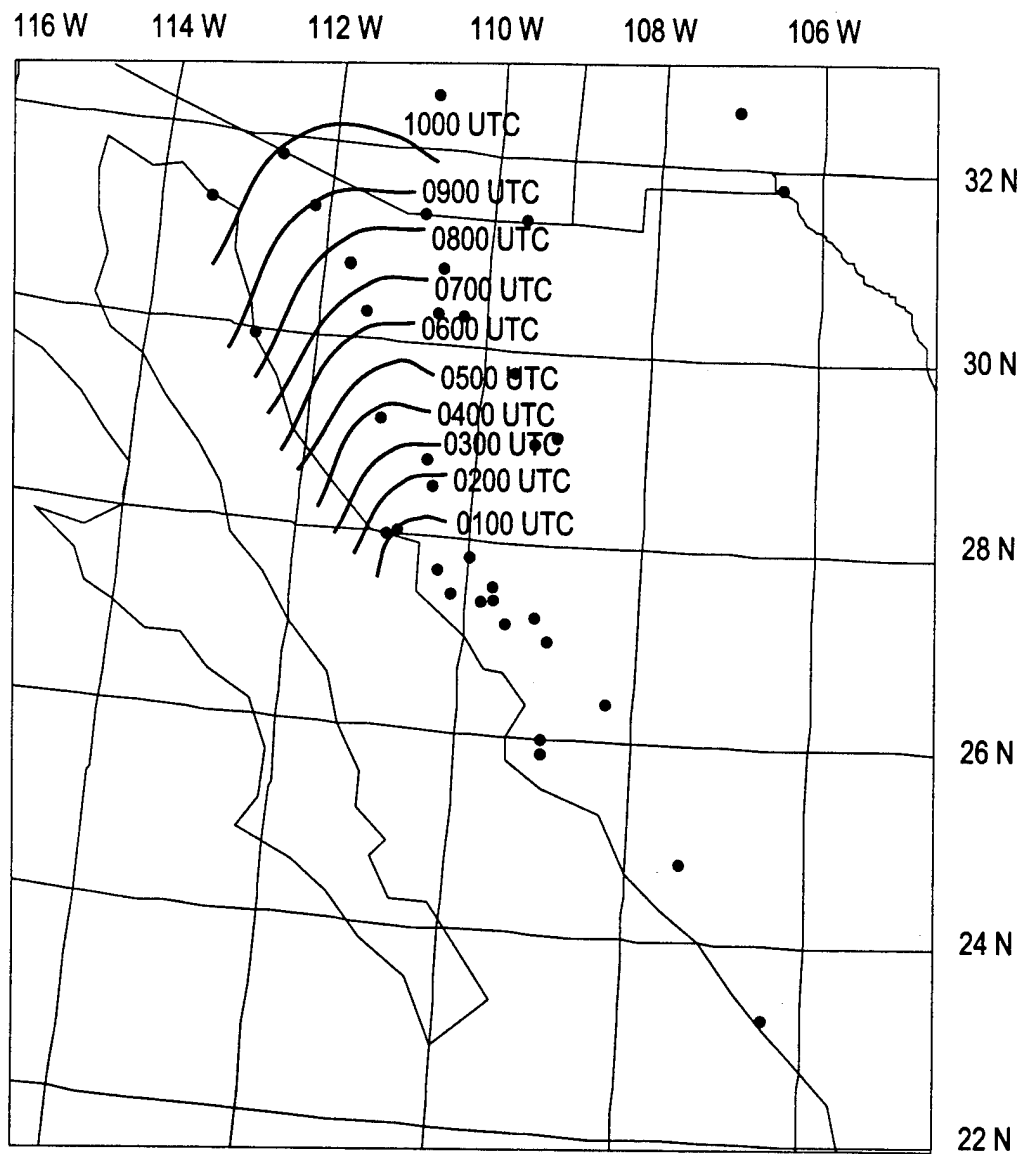 116 W 114 W 112 W 110 W 108 W 106 W
1000 UTC
32 N
0900 UTC
0800 UTC
0700 UTC
0600 UTC
30 N
0500 UTC
0400 UTC
0300 UTC
0200 UTC
0100 UTC
28 N
26 N
24 N
22 N